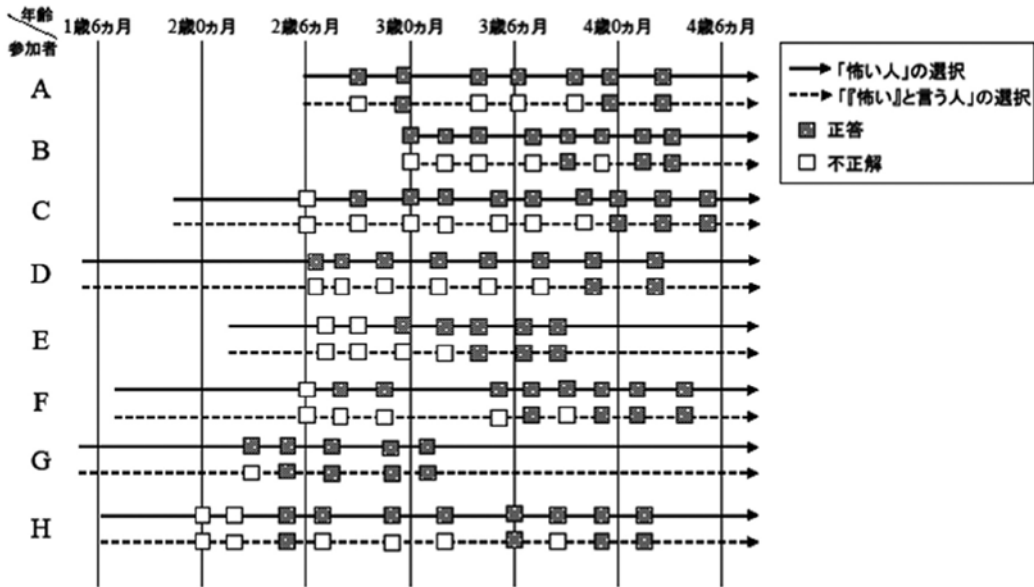 年齢
参加者
1歳6ヵ月 2歳0ヵ月 2歳6ヵ月 3歳0ヵ月 3歳6ヵ月 4歳0ヵ月 4歳6ヵ月
A
B
C
D
E
F
G
H
「怖い人」の選択
「『怖い』と言う人」の選択
正答
不正解